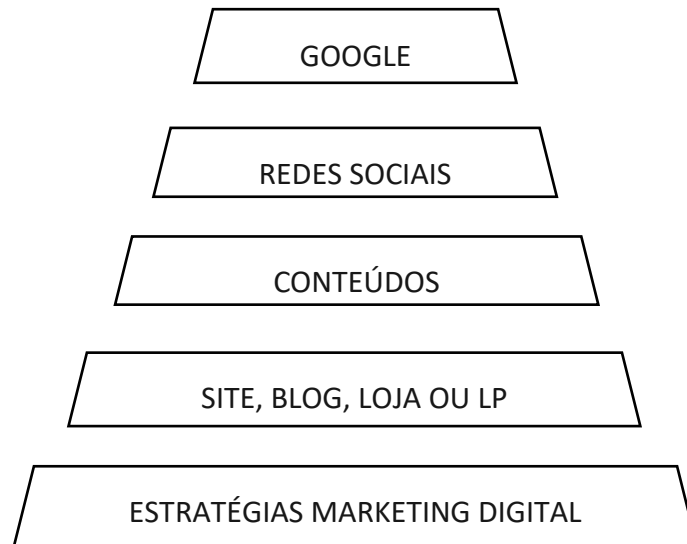 GOOGLE
REDES SOCIAIS
CONTEÚDOS
SITE, BLOG, LOJA OU LP
ESTRATÉGIAS MARKETING DIGITAL